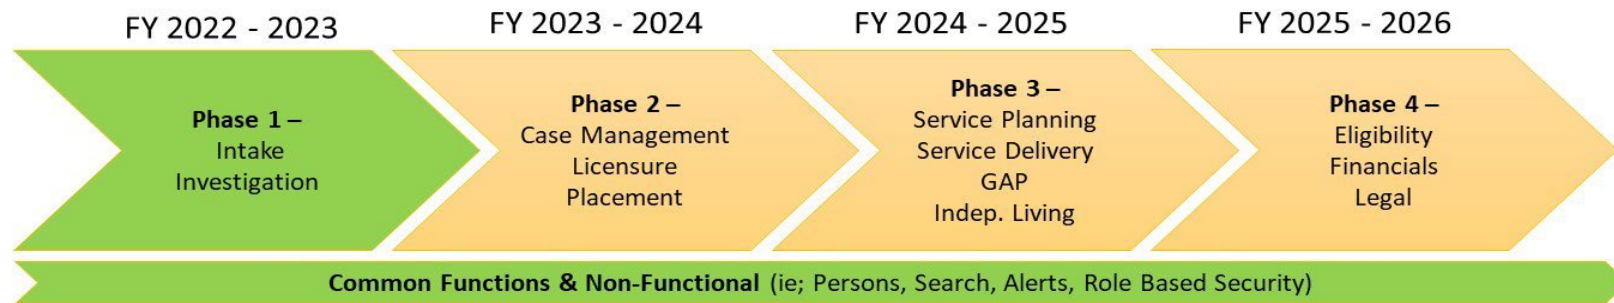 FY 2022 - 2023
FY 2023 - 2024
FY 2024 - 2025
FY 2025 - 2026
Phase 1 –
Intake
Investigation
Phase 2 –
Case Management
Licensure
Placement
Phase 3 –
Service Planning
Service Delivery
GAP
Indep. Living
Phase 4 –
Eligibility
Financials
Legal
Common Functions & Non-Functional (ie; Persons, Search, Alerts, Role Based Security)